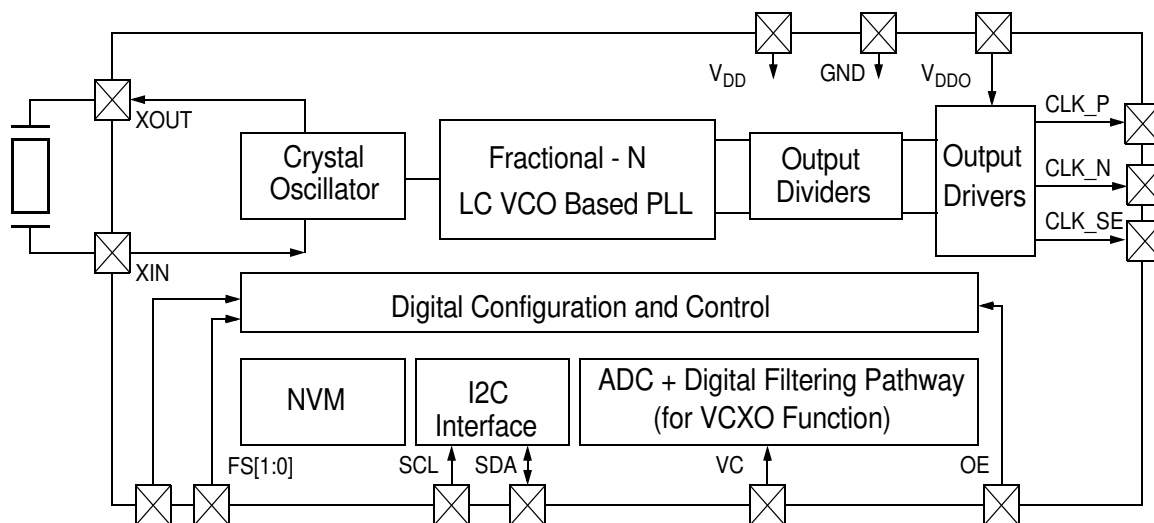 VDD
GND
VDDO
XOUT
CLK_P
Crystal
Oscillator
Fractional - N
LC VCO Based PLL
Output
Dividers
Output
Drivers
CLK_N
CLK_SE
XIN
Digital Configuration and Control
NVM
I2C
Interface
ADC + Digital Filtering Pathway
(for VCXO Function)
FS[1:0]
SCL
SDA
VC
OE